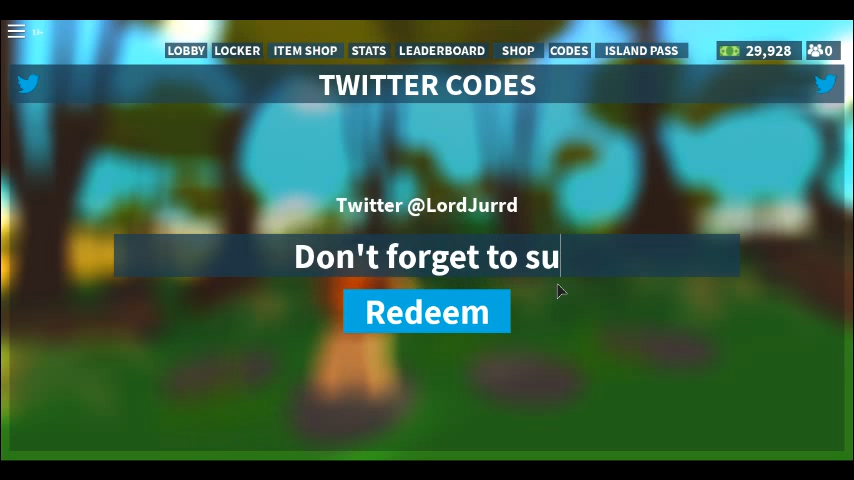 LOBBY LOCKER ITEM SHOP STATS LEADERBOARD SHOP CODES ISLAND PASS 29,928 0
TWITTER CODES
Twitter @LordJurrd
Don't forget to su
Redeem